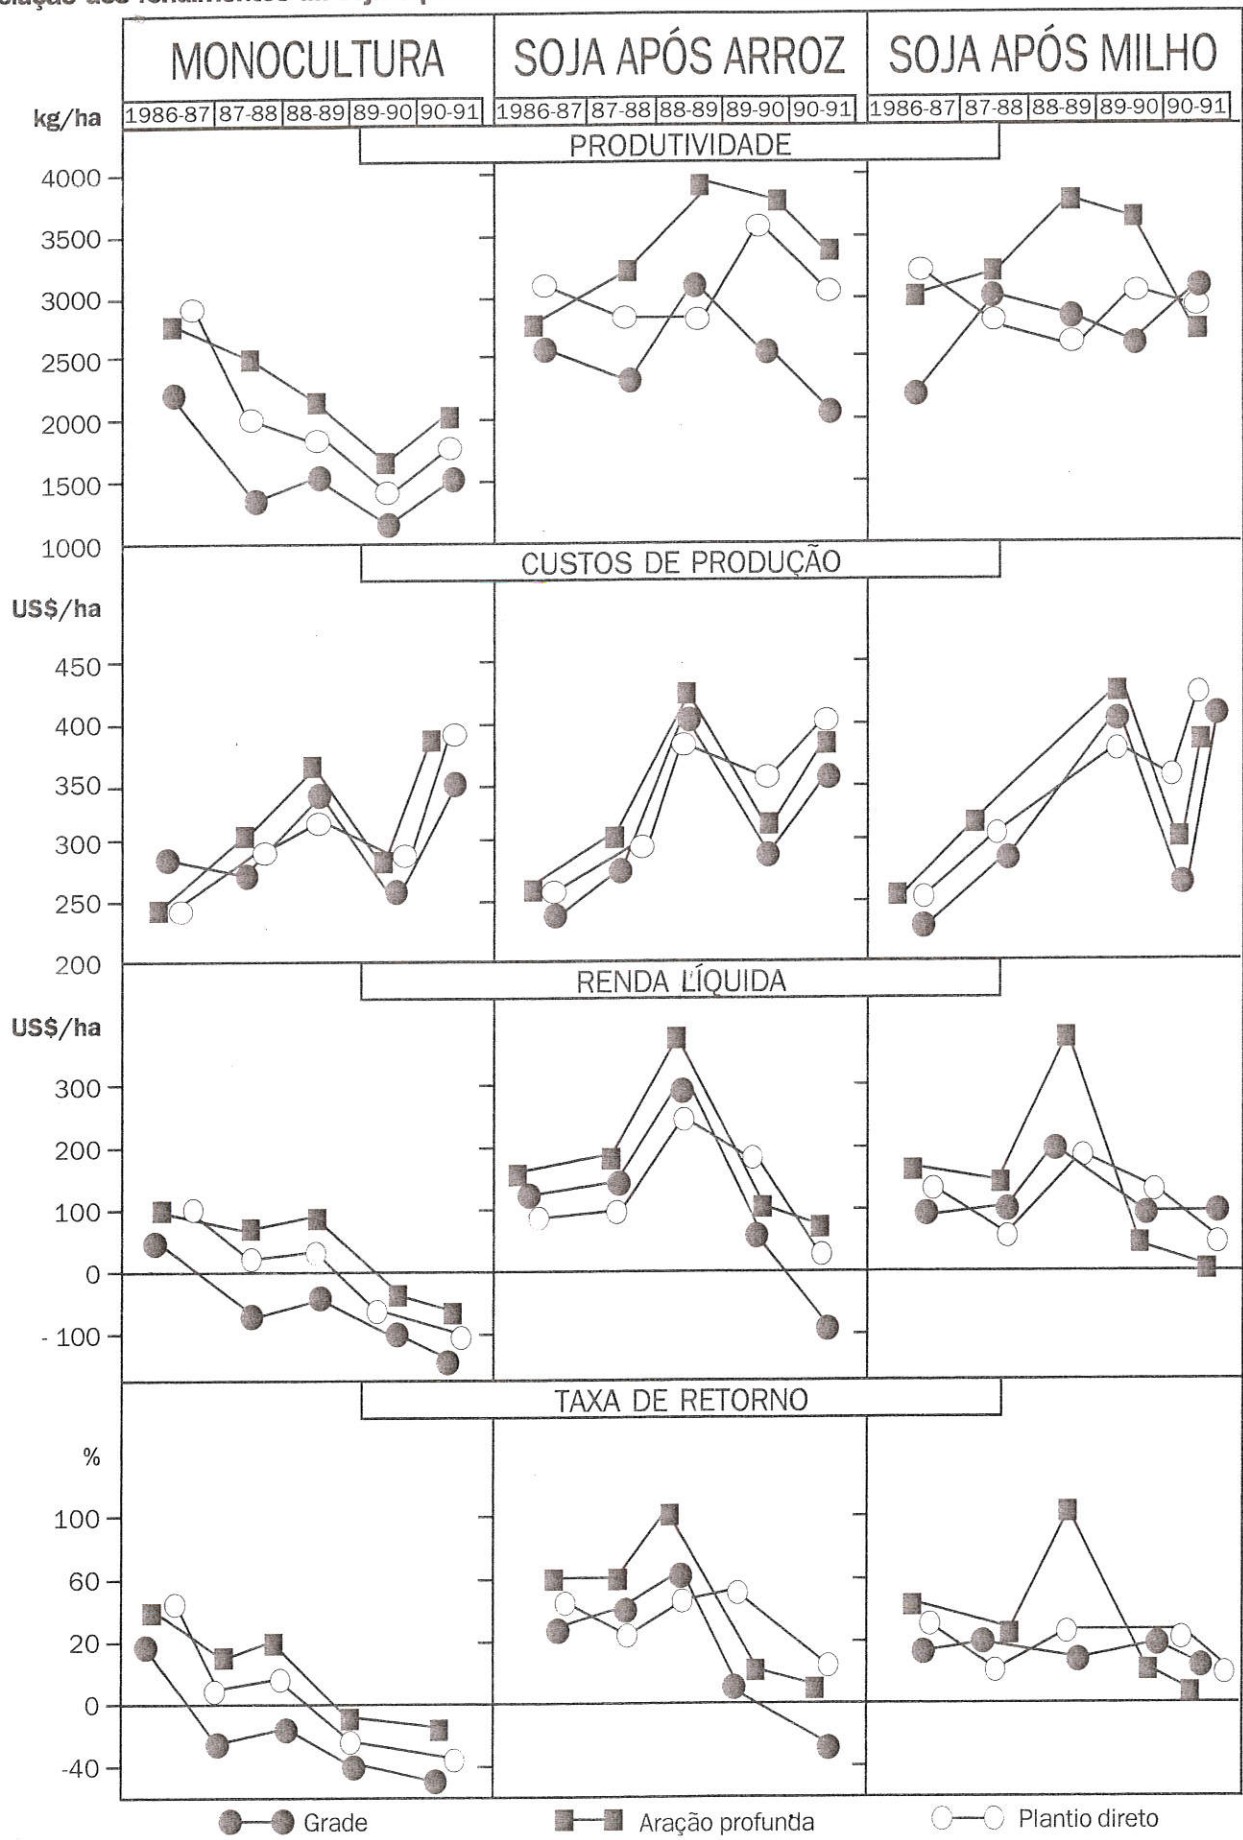 MONOCULTURA SOJA APÓS ARROZ SOJA APÓS MILHO
kg/ha 1986-87 87-88 88-89 89-90 90-91 1986-87 87-88 88-89 89-90 90-91 1986-87 87-88 88-89 89-90 90-91
PRODUTIVIDADE
4000
3500
3000
2500
2000
1500
1000
CUSTOS DE PRODUÇÃO
US$/ha
450
400
350
300
250
200
RENDA LÍQUIDA
US$/ha
300
200
100
0
- 100
TAXA DE RETORNO
%
100
60
20
0
-40
Grade Aração profunda Plantio direto